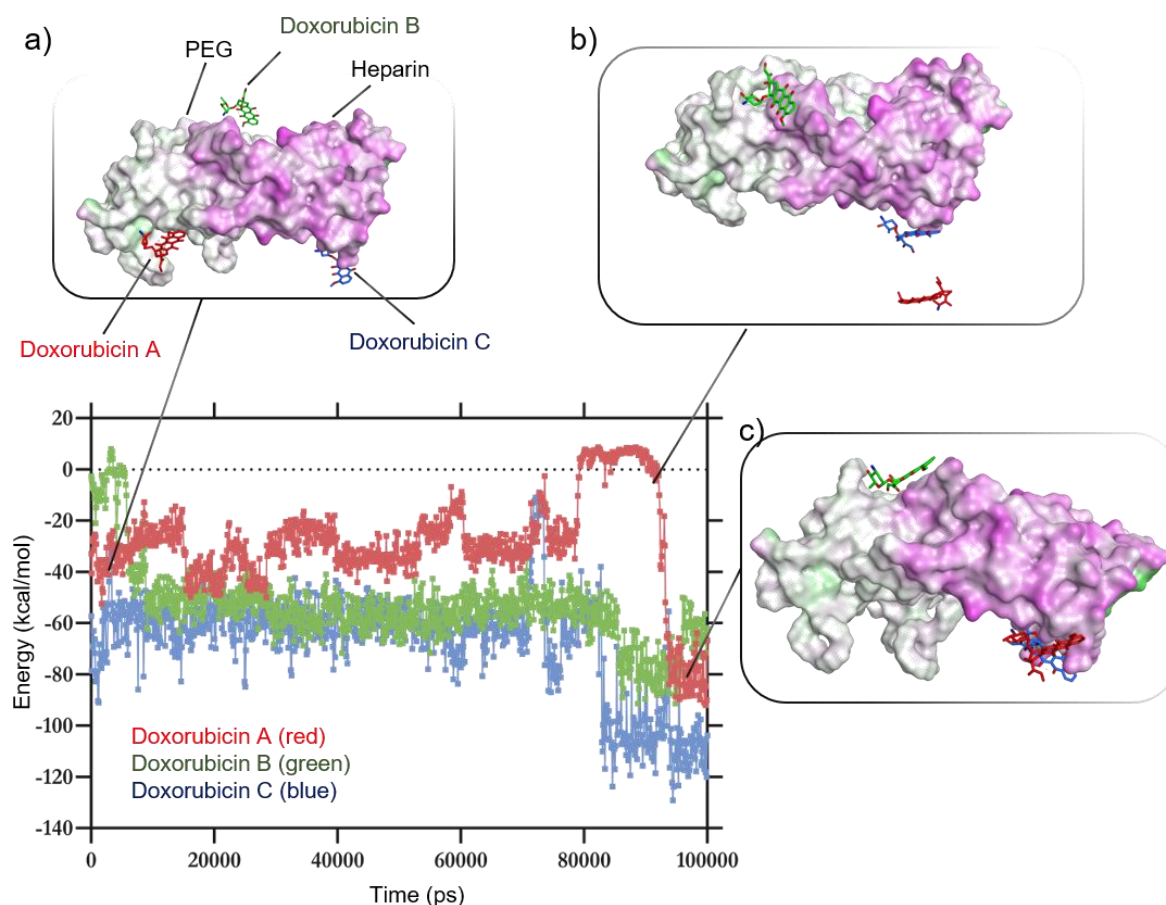 a)
PEG
Doxorubicin B
Heparin
Doxorubicin A
Doxorubicin C
b)
c)
20
0
-20
-40
-60
-80
-100
-120
-140
Energy (kcal/mol)
Doxorubicin A (red)
Doxorubicin B (green)
Doxorubicin C (blue)
0 20000 40000 60000 80000 100000
Time (ps)